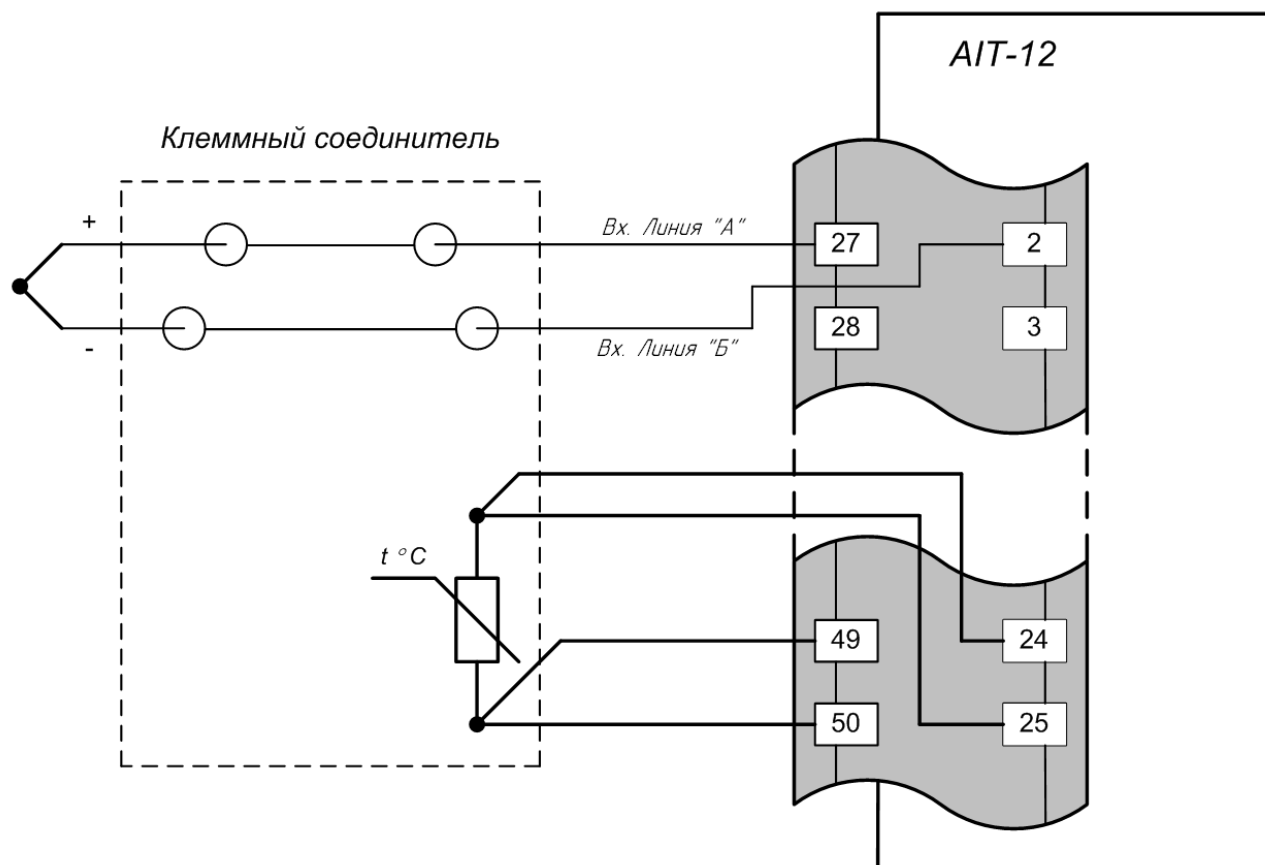 AIT-12
Клеммный соединитель
+
Вх. Линия "А"
27
2
-
Вх. Линия "Б"
28
3
t °C
49
24
50
25